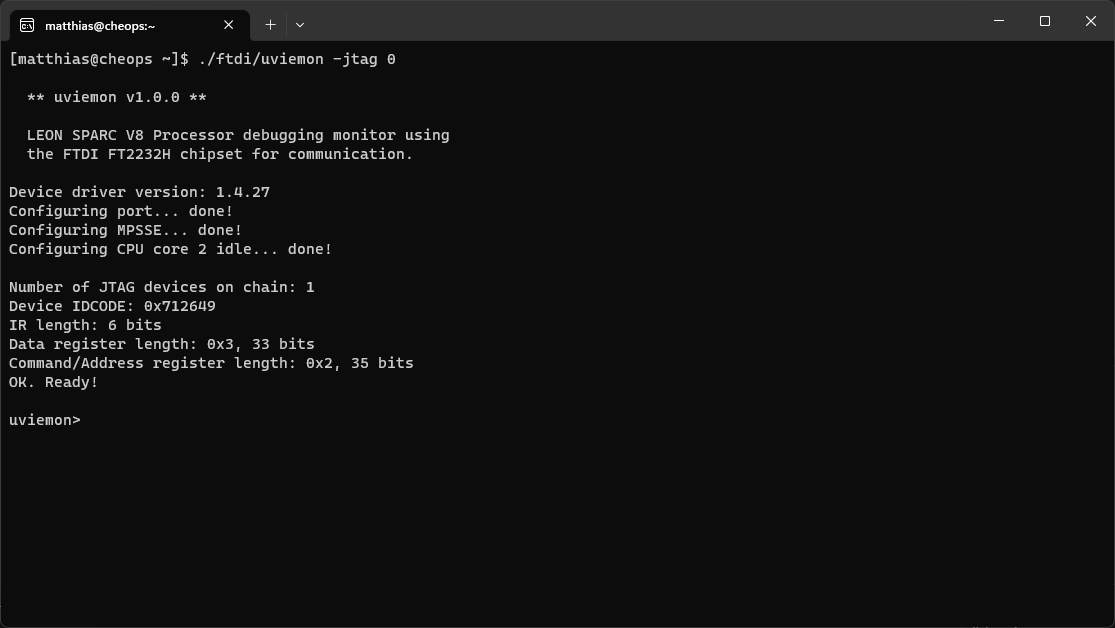 matthias@cheops:~
[matthias@cheops ~]$ ./ftdi/uviemon -jtag 0
** uviemon v1.0.0 **
LEON SPARC V8 Processor debugging monitor using
the FTDI FT2232H chipset for communication.
Device driver version: 1.4.27
Configuring port... done!
Configuring MPSSE... done!
Configuring CPU core 2 idle... done!
Number of JTAG devices on chain: 1
Device IDCODE: 0x712649
IR length: 6 bits
Data register length: 0x3, 33 bits
Command/Address register length: 0x2, 35 bits
OK. Ready!
uviemon>